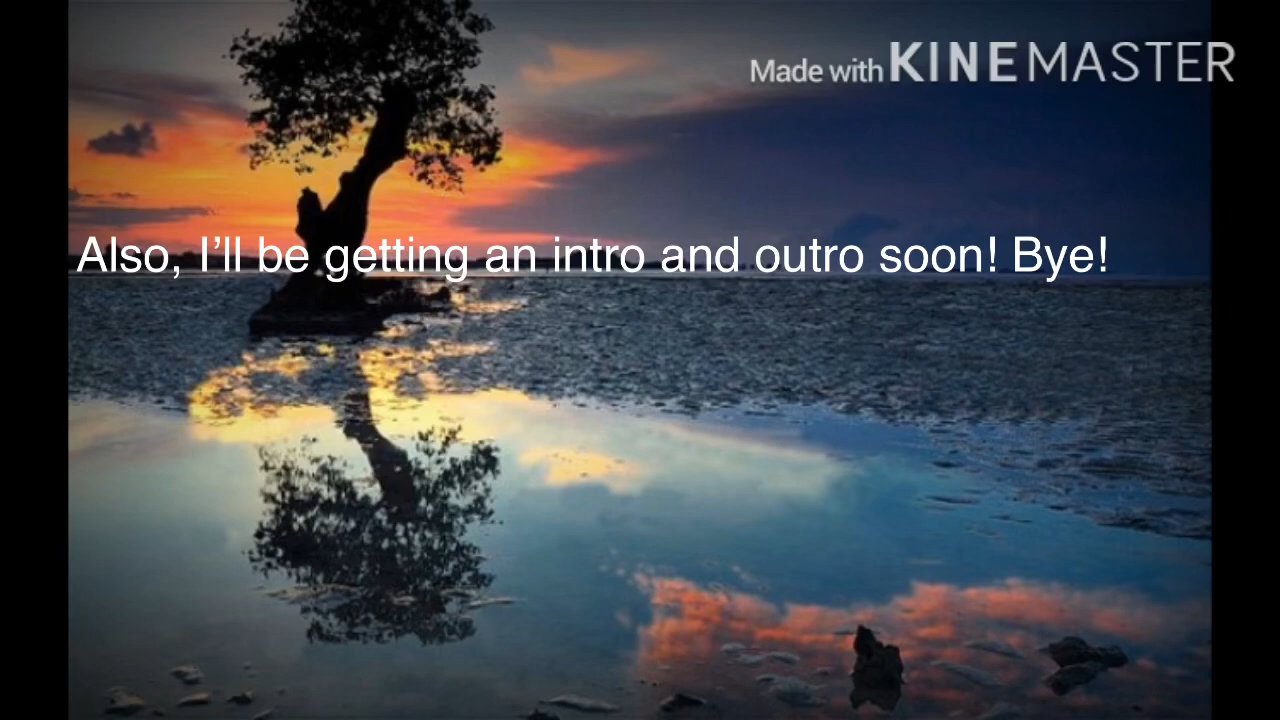 Made with KINEMASTER
Also, I’ll be getting an intro and outro soon! Bye!